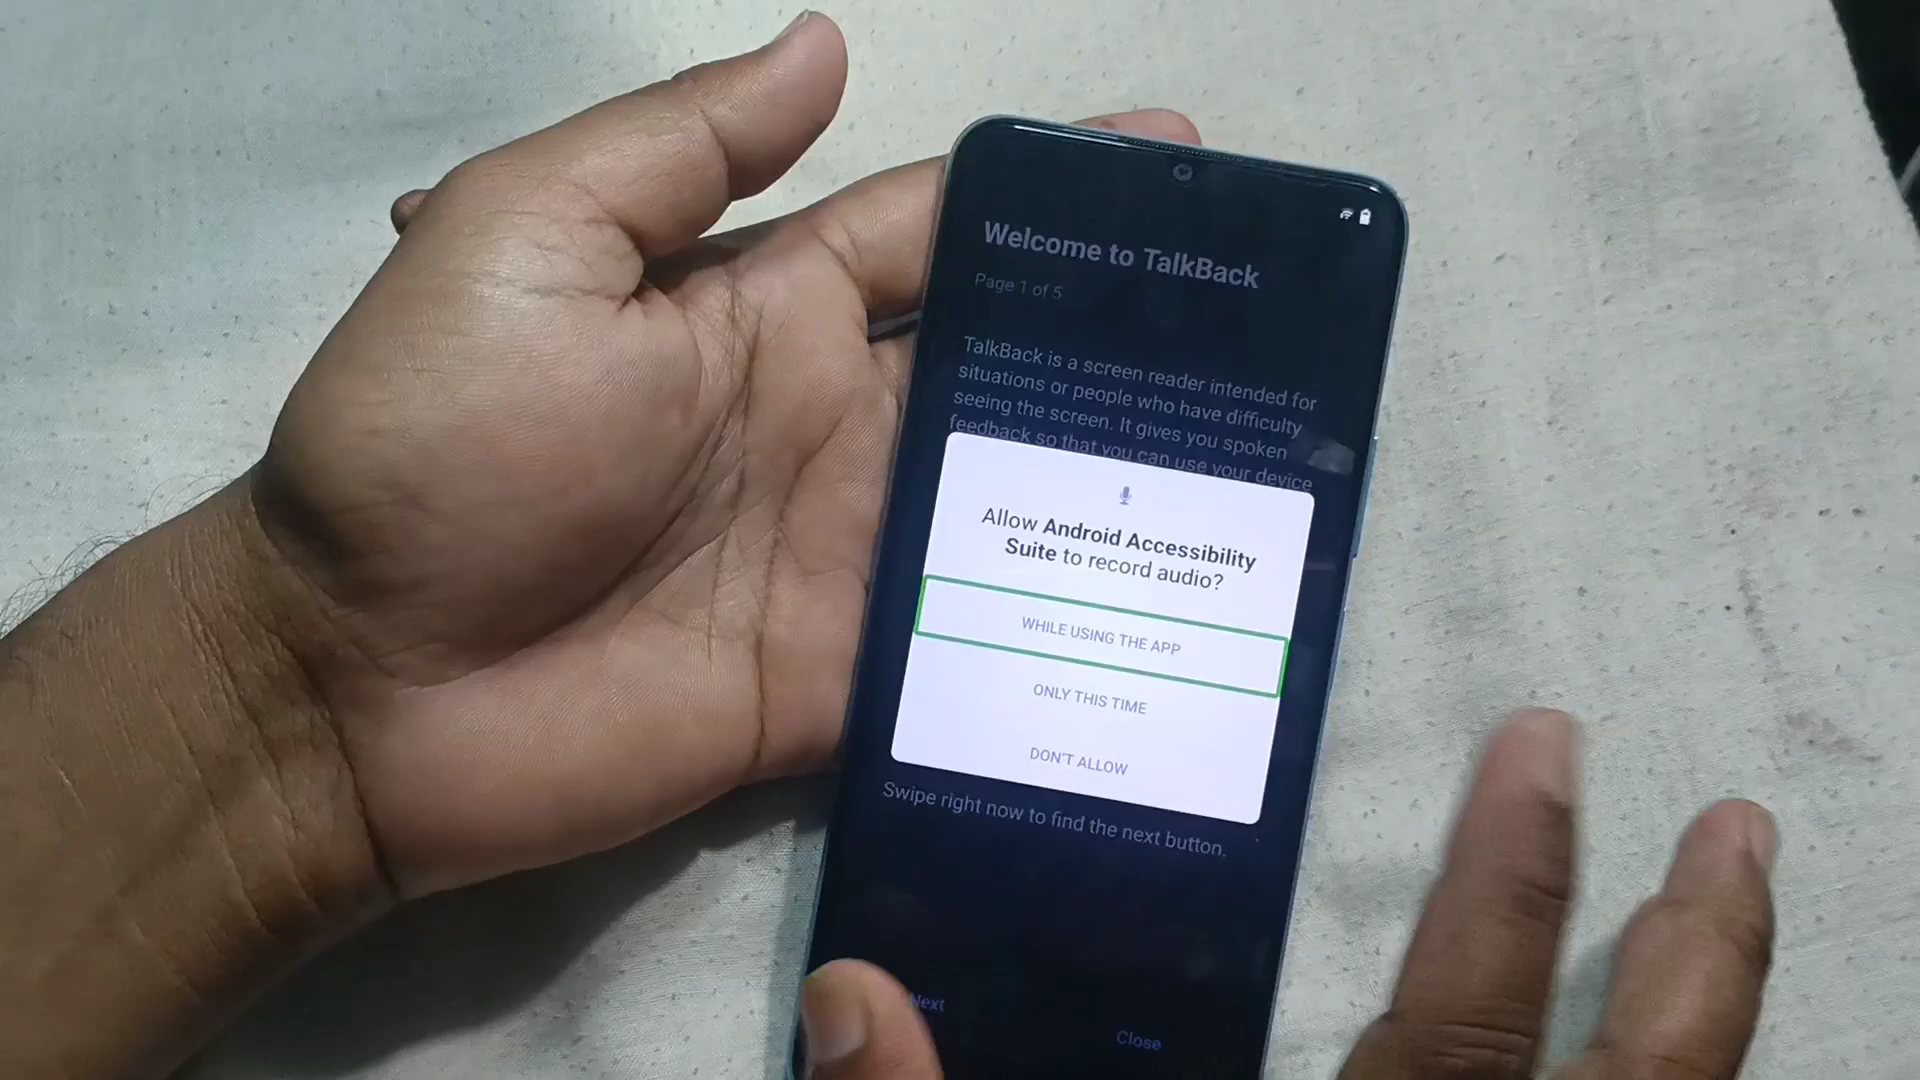 Welcome to TalkBack
Page 1 of 5
TalkBack is a screen reader intended for
situations or people who have difficulty
seeing the screen. It gives you spoken
feedback so that you can use your device
Allow Android Accessibility
Suite to record audio?
WHILE USING THE APP
ONLY THIS TIME
DON'T ALLOW
Swipe right now to find the next button.
Next
Close